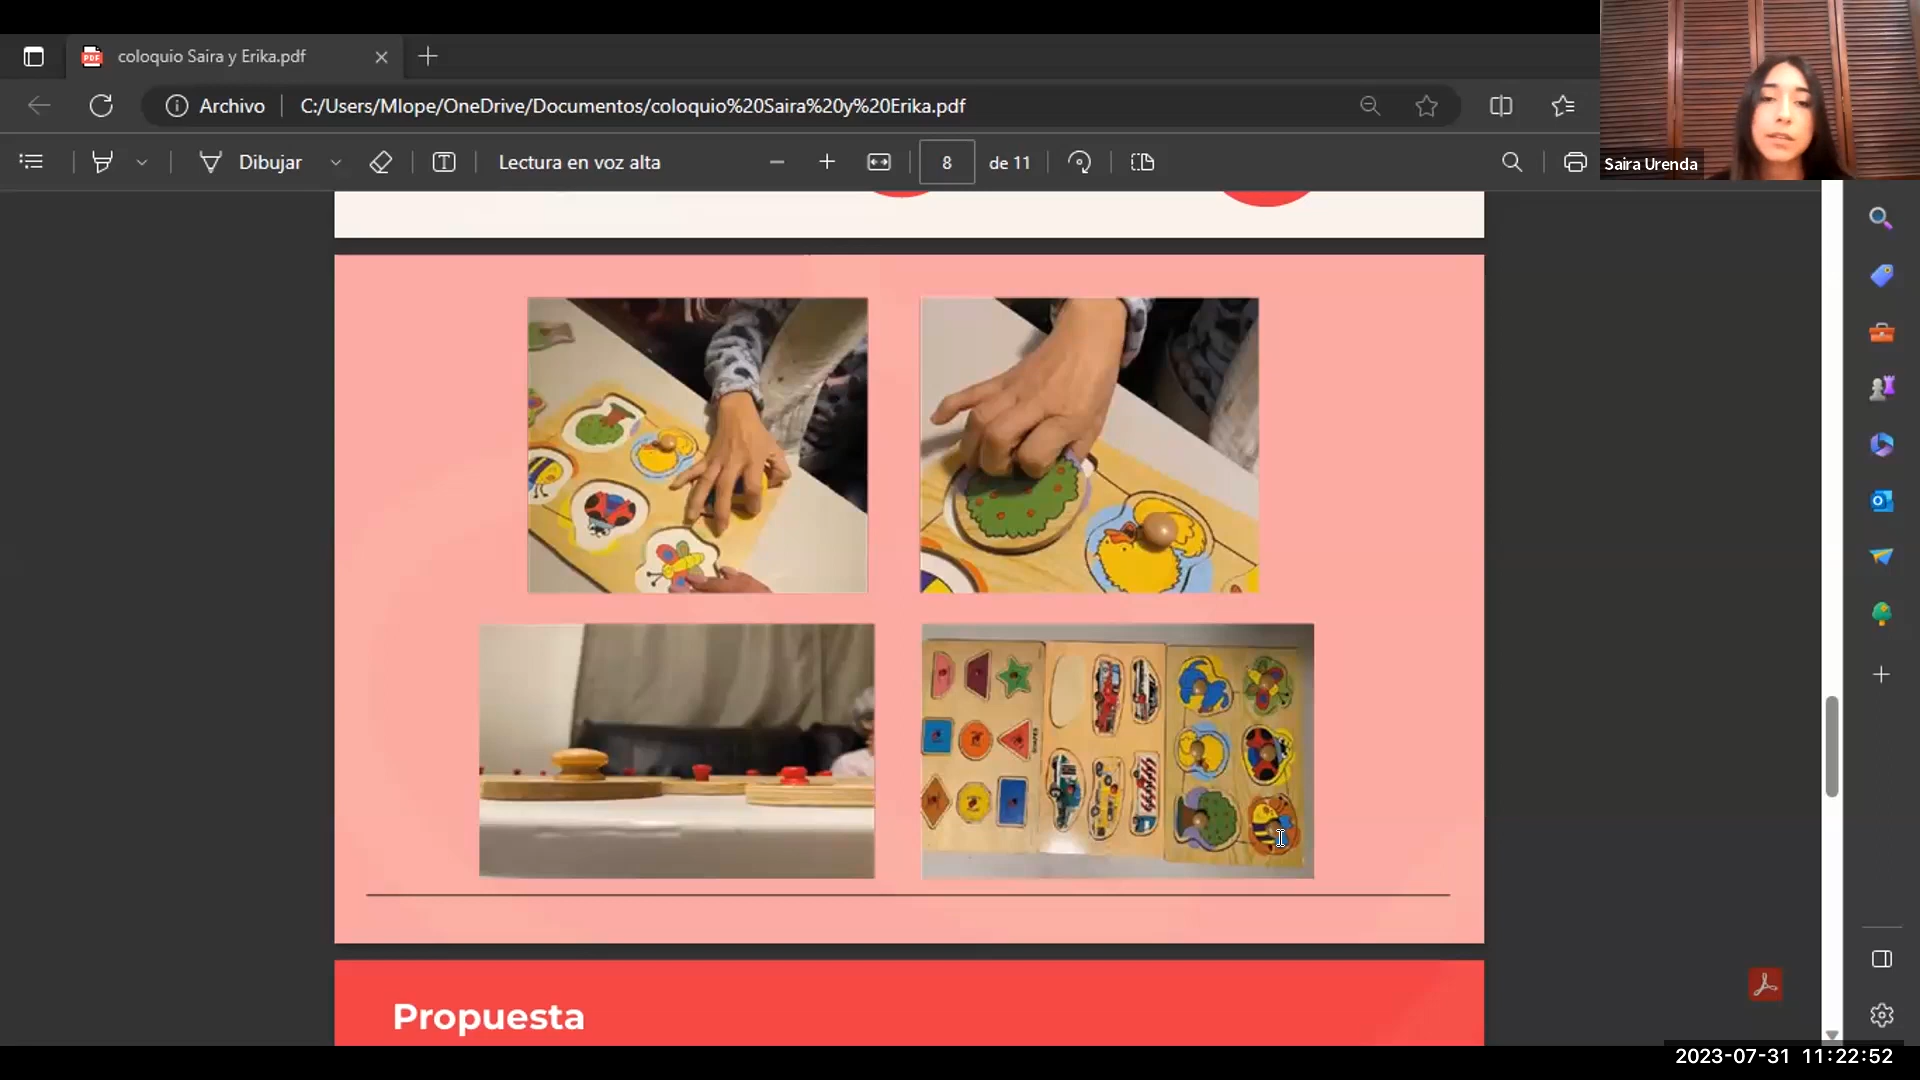 coloquio Saira y Erika.pdf
Archivo
C:/Users/Mlope/OneDrive/Documentos/coloquio%20Saira%20y%20Erika.pdf
Dibujar
Lectura en voz alta
8
de 11
Saira Urenda
Propuesta
2023-07-31 11:22:52